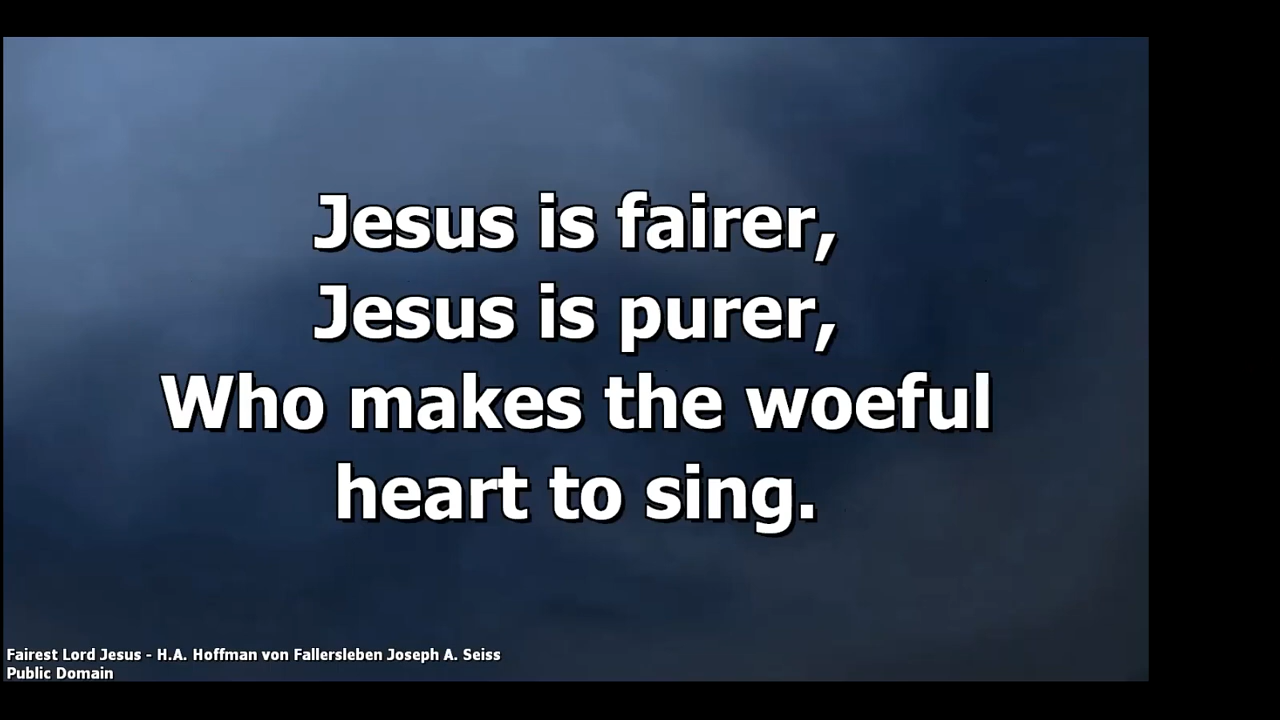 Jesus is fairer,
Jesus is purer,
Who makes the woeful
heart to sing.
Fairest Lord Jesus - H.A. Hoffman von Fallersleben Joseph A. Seiss
Public Domain